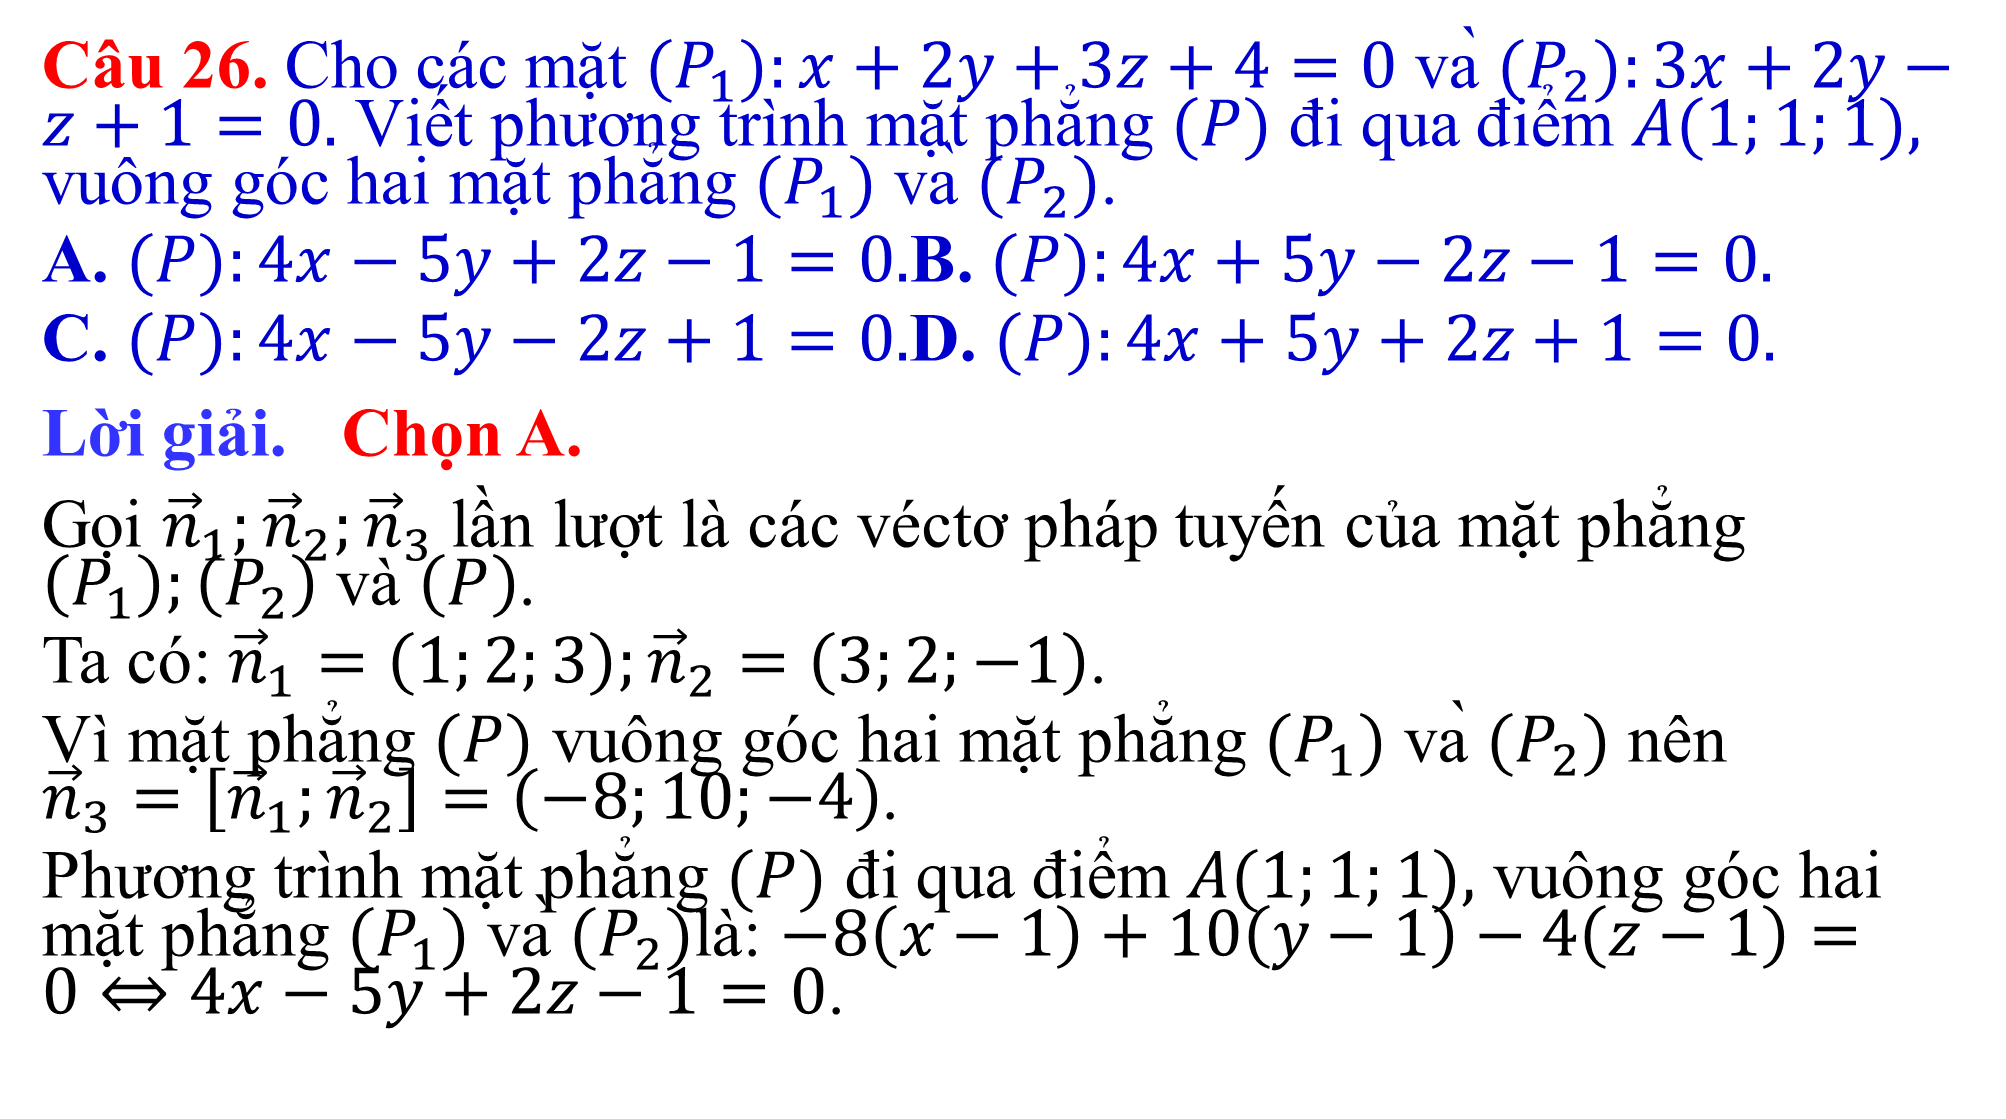 Câu 26. Cho các mặt (P₁): x + 2y + 3z + 4 = 0 và (P₂): 3x + 2y −
z + 1 = 0. Viết phương trình mặt phẳng (P) đi qua điểm A(1; 1; 1),
vuông góc hai mặt phẳng (P₁) và (P₂).
A. (P): 4x − 5y + 2z − 1 = 0.B. (P): 4x + 5y − 2z − 1 = 0.
C. (P): 4x − 5y − 2z + 1 = 0.D. (P): 4x + 5y + 2z + 1 = 0.
Lời giải. Chọn A.
Gọi n⃗₁; n⃗₂; n⃗₃ lần lượt là các véctơ pháp tuyến của mặt phẳng
(P₁); (P₂) và (P).
Ta có: n⃗₁ = (1; 2; 3); n⃗₂ = (3; 2; −1).
Vì mặt phẳng (P) vuông góc hai mặt phẳng (P₁) và (P₂) nên
n⃗₃ = [n⃗₁; n⃗₂] = (−8; 10; −4).
Phương trình mặt phẳng (P) đi qua điểm A(1; 1; 1), vuông góc hai
mặt phẳng (P₁) và (P₂)là: −8(x − 1) + 10(y − 1) − 4(z − 1) =
0 ⇔ 4x − 5y + 2z − 1 = 0.